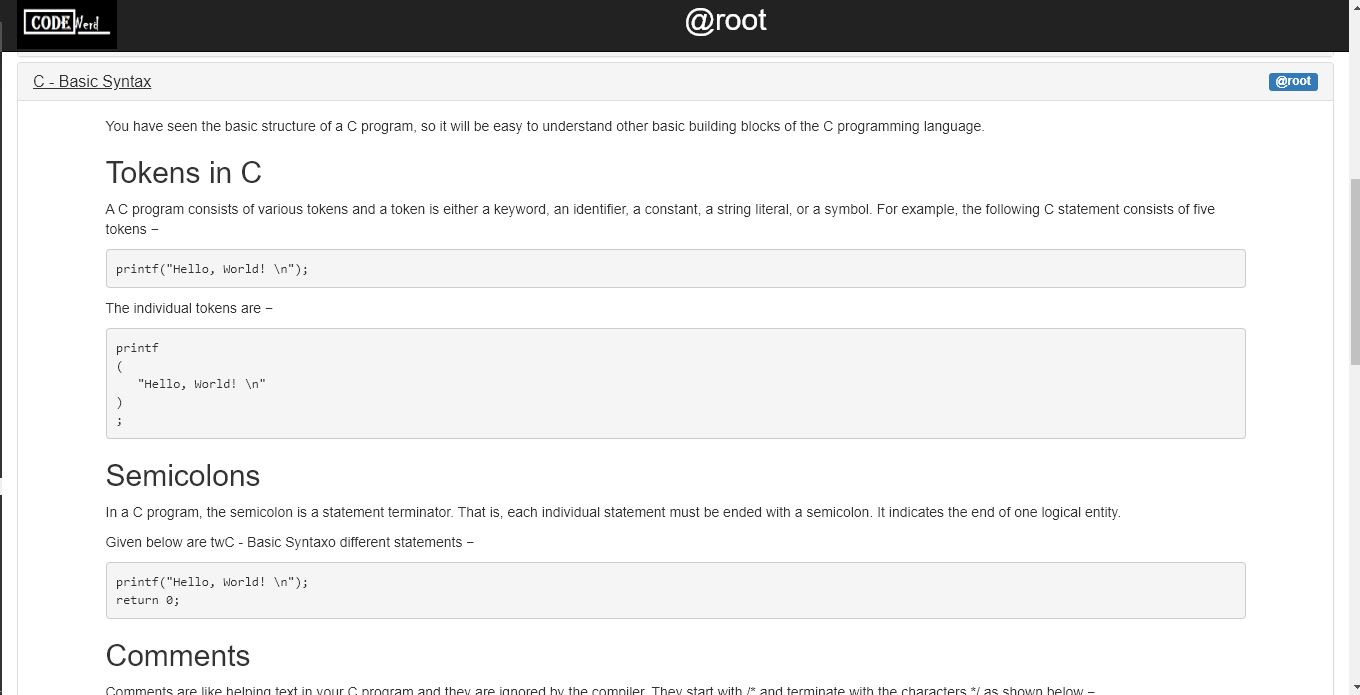 CODE Nerd
@root
C - Basic Syntax
@root
You have seen the basic structure of a C program, so it will be easy to understand other basic building blocks of the C programming language.
Tokens in C
A C program consists of various tokens and a token is either a keyword, an identifier, a constant, a string literal, or a symbol. For example, the following C statement consists of five
tokens −
printf("Hello, World! \n");
The individual tokens are −
printf
(
   "Hello, World! \n"
)
;
Semicolons
In a C program, the semicolon is a statement terminator. That is, each individual statement must be ended with a semicolon. It indicates the end of one logical entity.
Given below are twC - Basic Syntaxo different statements −
printf("Hello, World! \n");
return 0;
Comments
Comments are like helping text in your C program and they are ignored by the compiler. They start with /* and terminate with the characters */ as shown below −